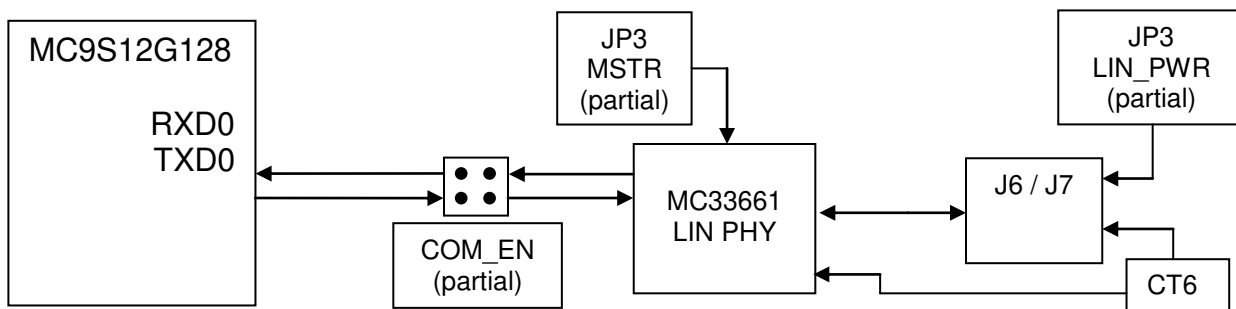 MC9S12G128
RXD0
TXD0
COM_EN
(partial)
JP3
MSTR
(partial)
MC33661
LIN PHY
JP3
LIN_PWR
(partial)
J6 / J7
CT6